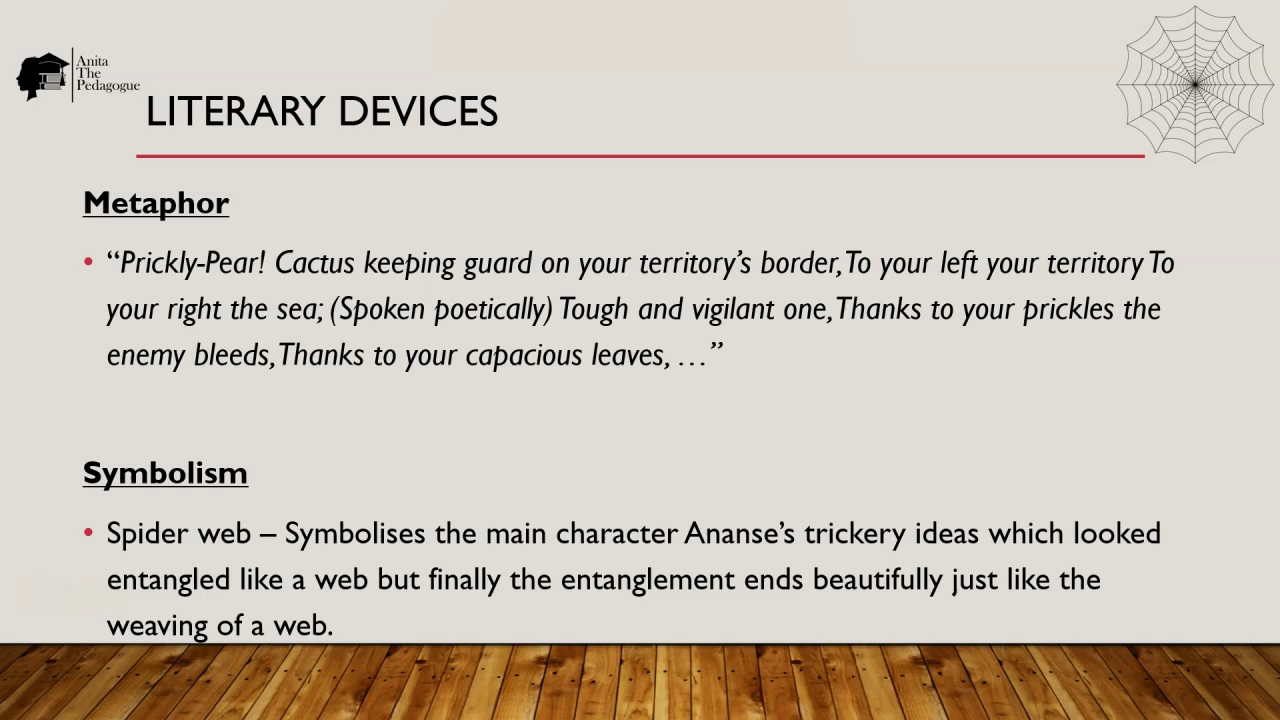 Anita
The
Pedagogue
LITERARY DEVICES
Metaphor
• “Prickly-Pear! Cactus keeping guard on your territory’s border, To your left your territory To
your right the sea; (Spoken poetically) Tough and vigilant one, Thanks to your prickles the
enemy bleeds, Thanks to your capacious leaves, …”
Symbolism
• Spider web – Symbolises the main character Ananse’s trickery ideas which looked
entangled like a web but finally the entanglement ends beautifully just like the
weaving of a web.